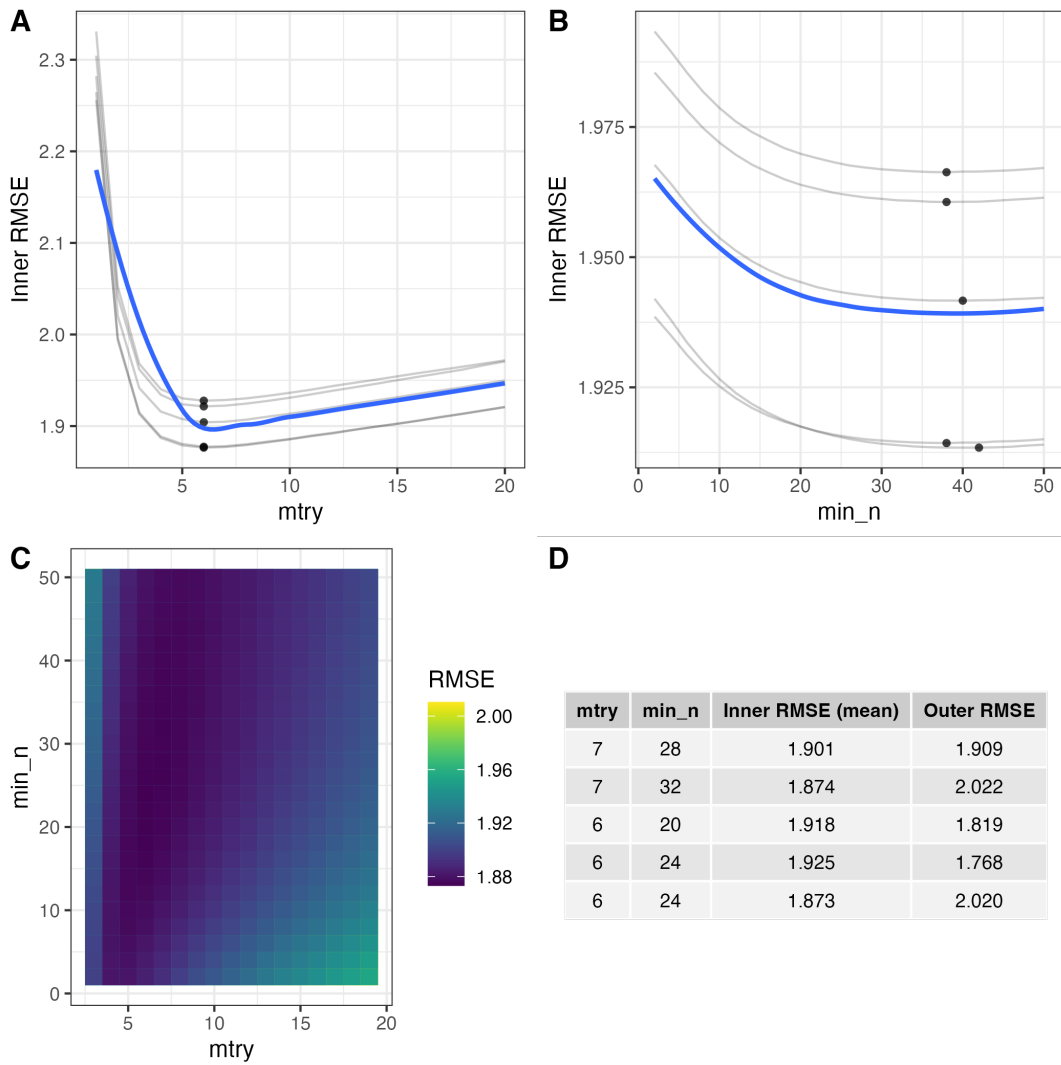 A
Inner RMSE
2.3
2.2
2.1
2.0
1.9
5 10 15 20
mtry
B
Inner RMSE
1.975
1.950
1.925
0 10 20 30 40 50
min_n
C
min_n
50
40
30
20
10
0
5 10 15 20
mtry
RMSE
2.00
1.96
1.92
1.88
D
mtry min_n Inner RMSE (mean) Outer RMSE
7 28 1.901 1.909
7 32 1.874 2.022
6 20 1.918 1.819
6 24 1.925 1.768
6 24 1.873 2.020